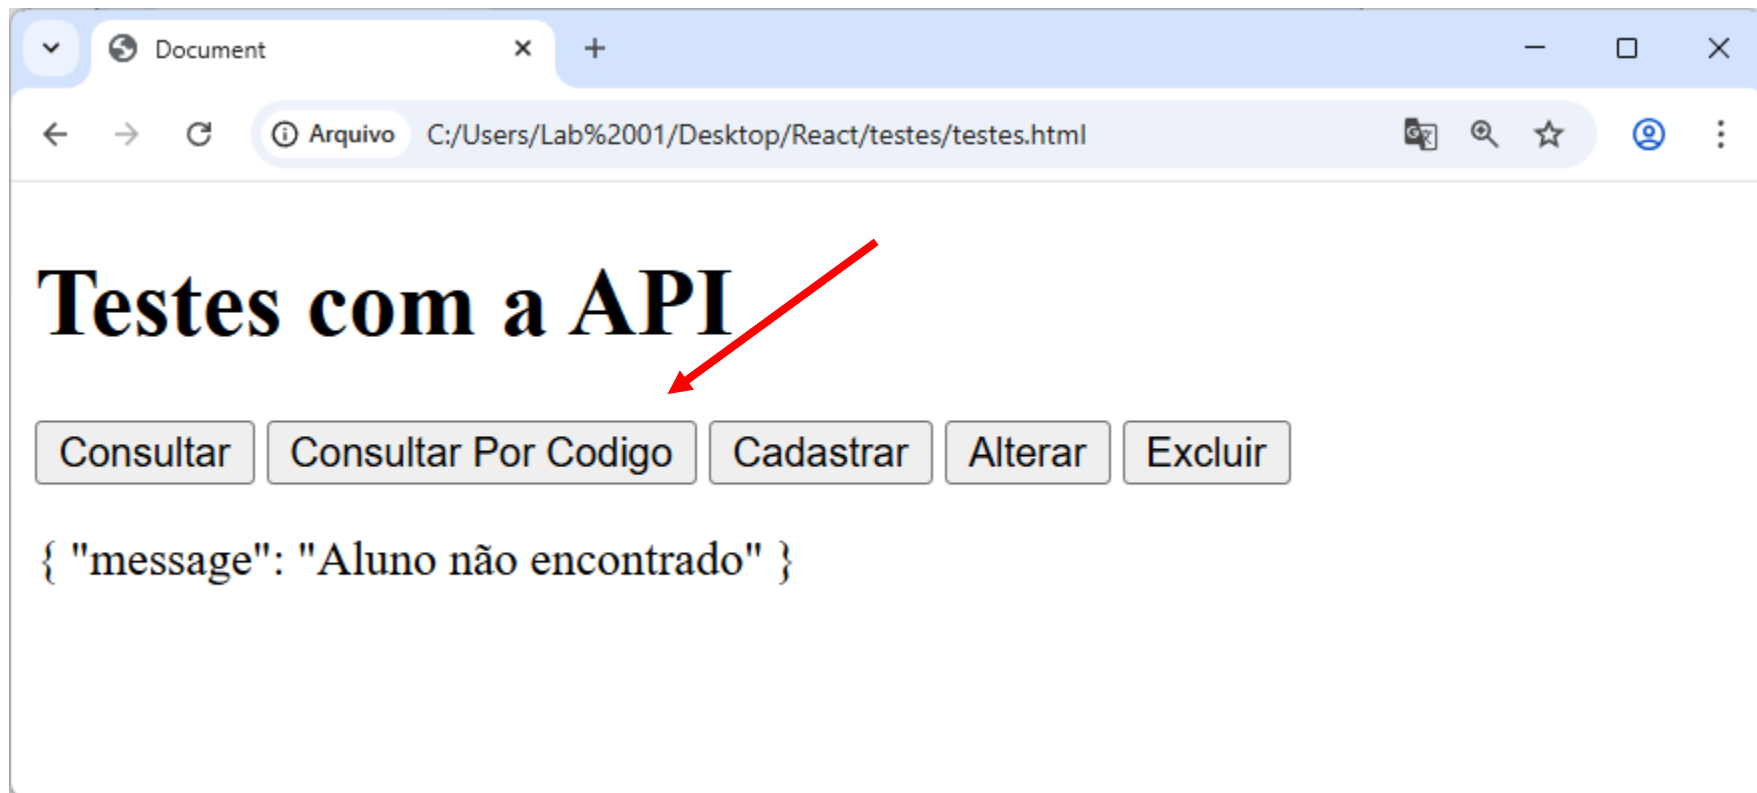 Document
Arquivo C:/Users/Lab%2001/Desktop/React/testes/testes.html
Testes com a API
Consultar Consultar Por Codigo Cadastrar Alterar Excluir
{ "message": "Aluno não encontrado" }